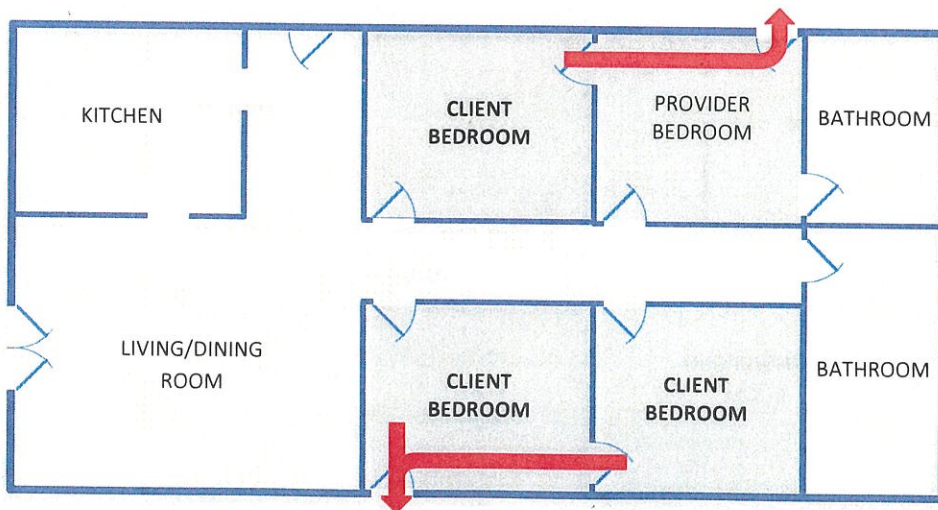 KITCHEN
CLIENT
BEDROOM
PROVIDER
BEDROOM
BATHROOM
LIVING/DINING
ROOM
CLIENT
BEDROOM
CLIENT
BEDROOM
BATHROOM